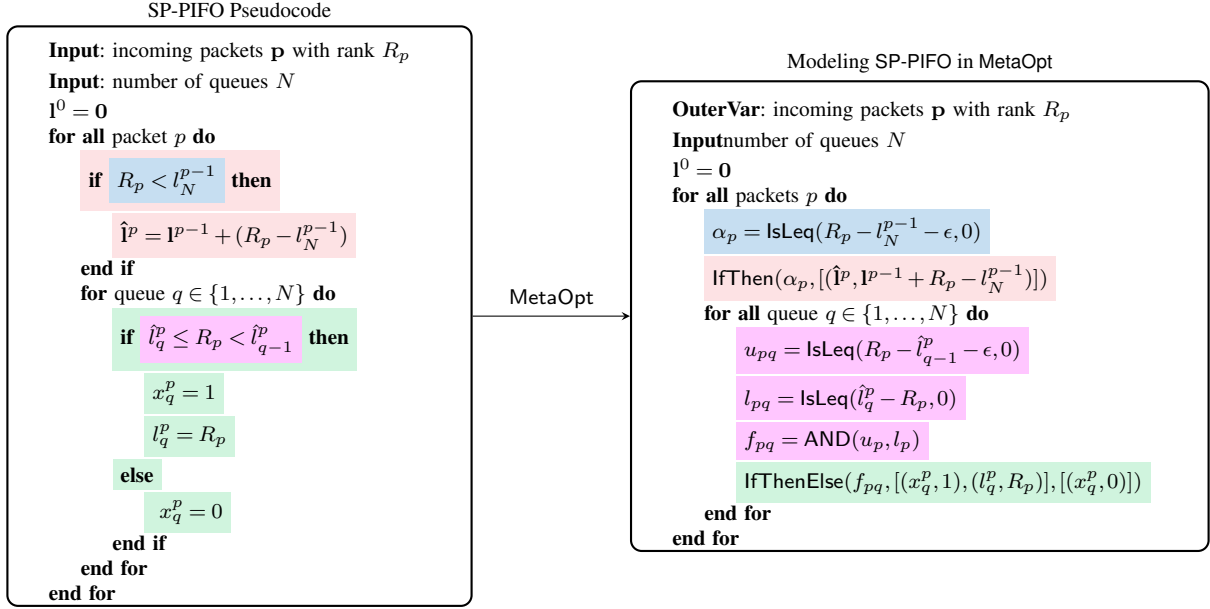 SP-PIFO Pseudocode
Input: incoming packets p with rank R_p
Input: number of queues N
l^0 = 0
for all packet p do
if R_p < l_N^{p−1} then
l̂^p = l^{p−1} + (R_p − l_N^{p−1})
end if
for queue q ∈ {1, . . . , N} do
if l̂_q^p ≤ R_p < l̂_{q−1}^p then
x_q^p = 1
l_q^p = R_p
else
x_q^p = 0
end if
end for
end for
MetaOpt
Modeling SP-PIFO in MetaOpt
OuterVar: incoming packets p with rank R_p
Inputnumber of queues N
l^0 = 0
for all packets p do
α_p = IsLeq(R_p − l_N^{p−1} − ϵ, 0)
IfThen(α_p, [(l̂^p, l^{p−1} + R_p − l_N^{p−1})])
for all queue q ∈ {1, . . . , N} do
u_{pq} = IsLeq(R_p − l̂_{q−1}^p − ϵ, 0)
l_{pq} = IsLeq(l̂_q^p − R_p, 0)
f_{pq} = AND(u_p, l_p)
IfThenElse(f_{pq}, [(x_q^p, 1), (l_q^p, R_p)], [(x_q^p, 0)])
end for
end for